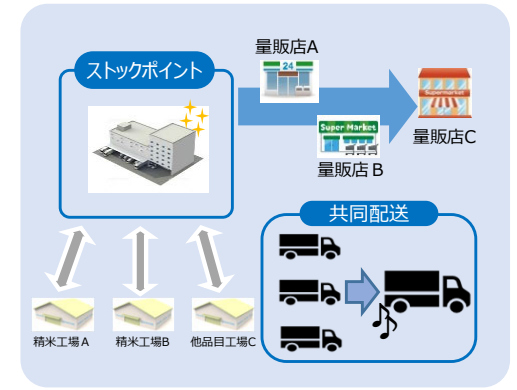 量販店A
ストックポイント
24
Supermarket
Super Market
量販店C
量販店B
共同配送
精米工場A
精米工場B
他品目工場C